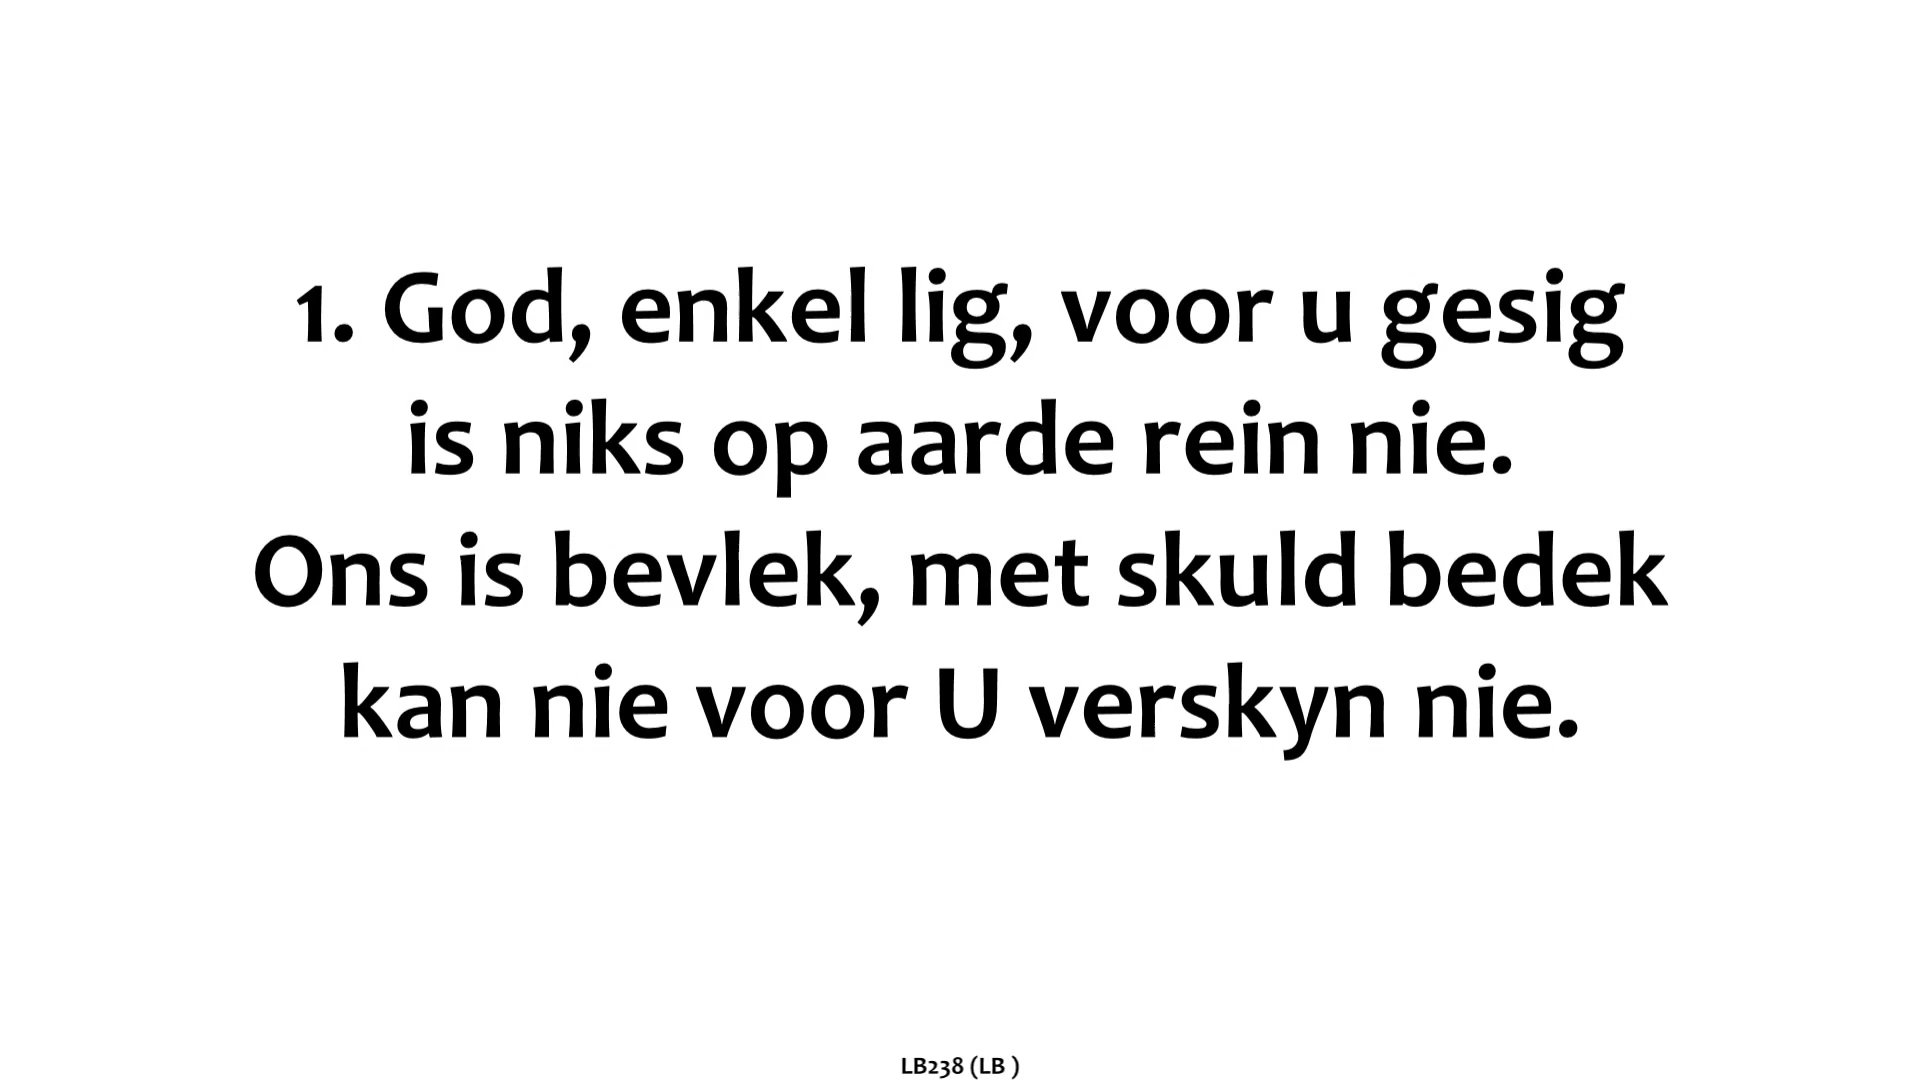 1. God, enkel lig, voor u gesig
is niks op aarde rein nie.
Ons is bevlek, met skuld bedek
kan nie voor U verskyn nie.
LB238 (LB )